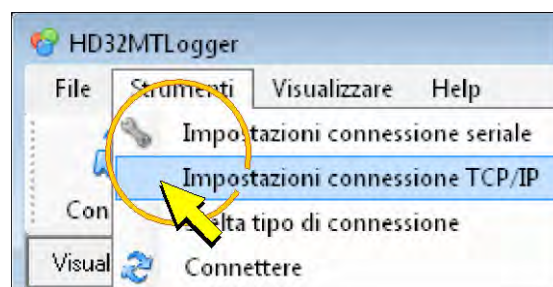 HD32MTLogger
File Strumenti Visualizzare Help
Impostazioni connessione seriale
Impostazioni connessione TCP/IP
Con
Scelta tipo di connessione
Visual
Connettere